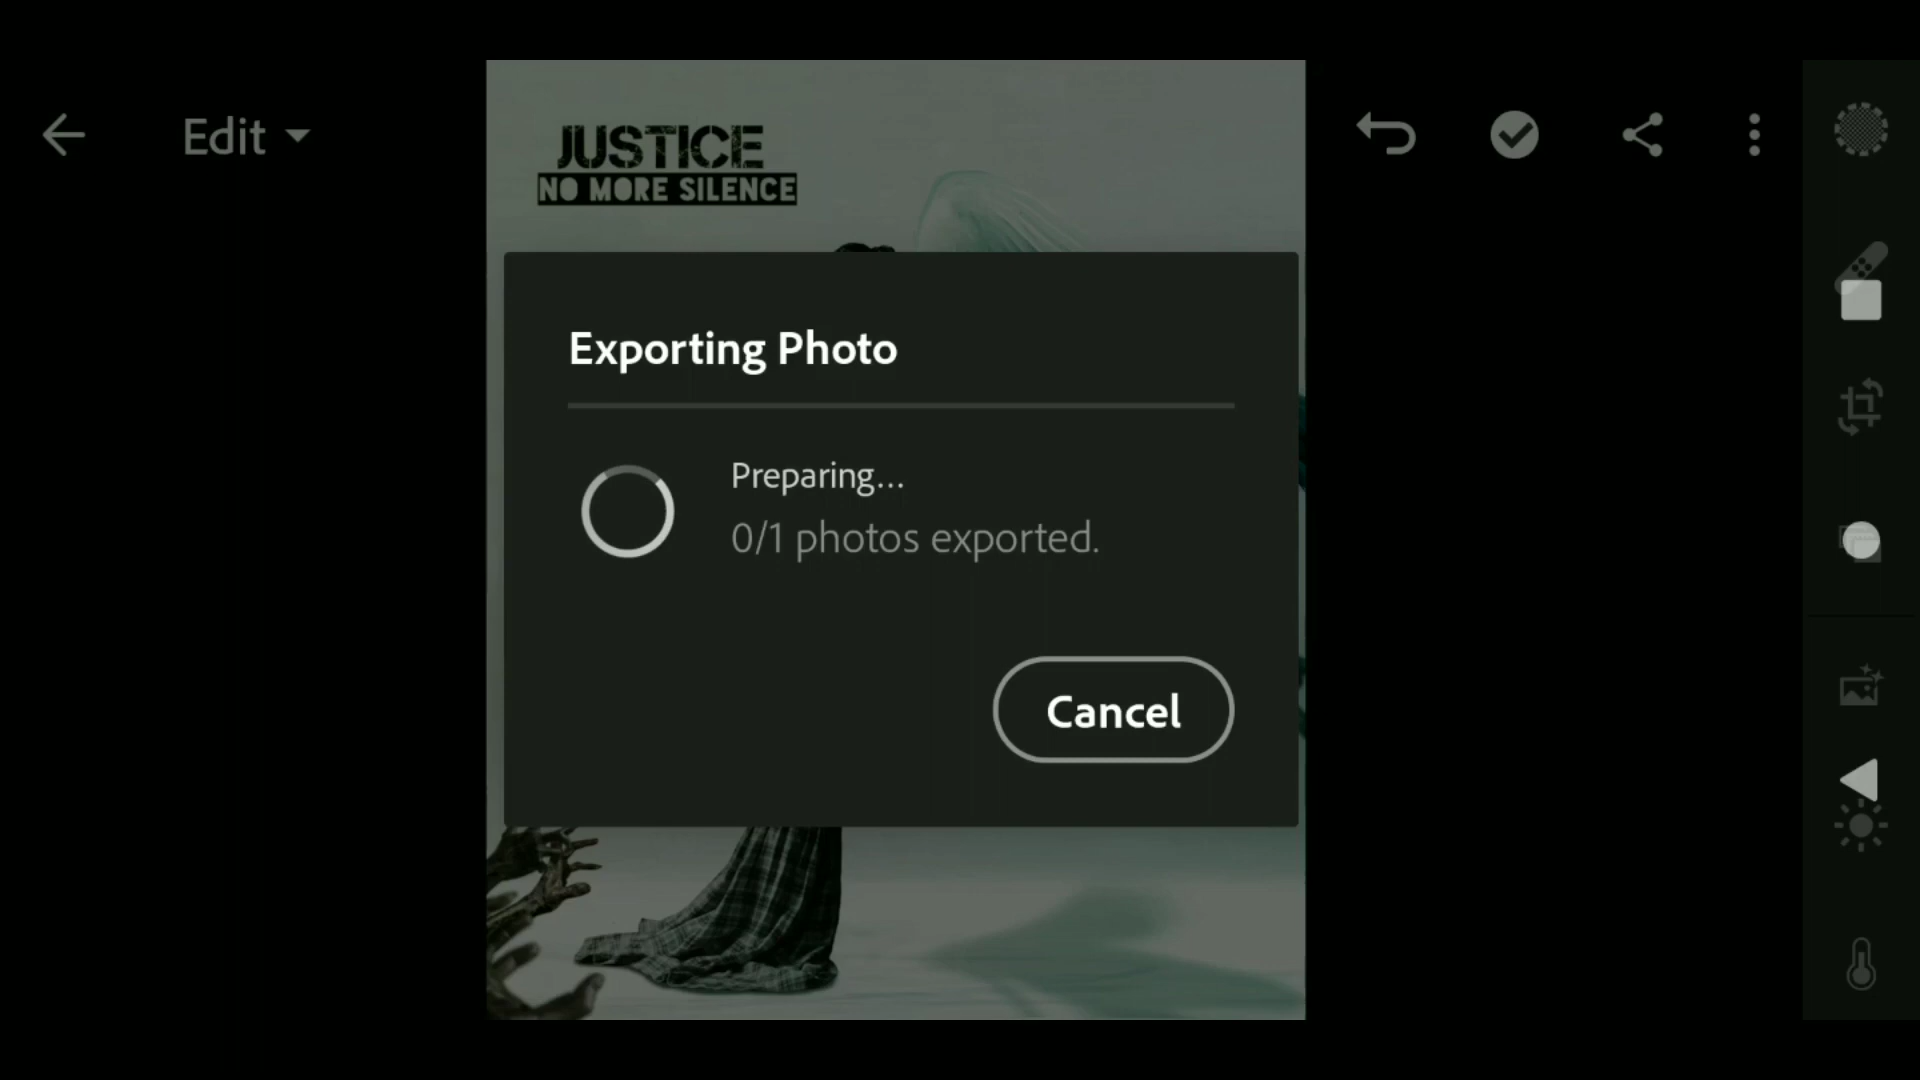 Edit
JUSTICE
NO MORE SILENCE
Exporting Photo
Preparing...
0/1 photos exported.
Cancel